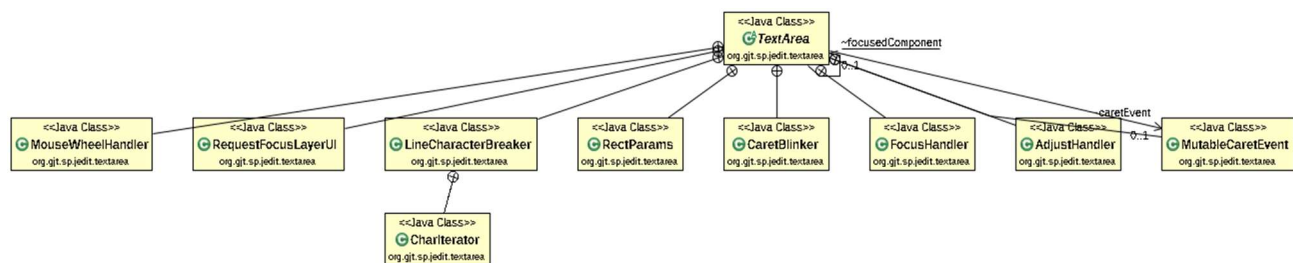 <<Java Class>>
TextArea
org.gjt.sp.jedit.textarea
~focusedComponent
0..1
<<Java Class>>
MouseWheelHandler
org.gjt.sp.jedit.textarea
<<Java Class>>
RequestFocusLayerUI
org.gjt.sp.jedit.textarea
<<Java Class>>
LineCharacterBreaker
org.gjt.sp.jedit.textarea
<<Java Class>>
RectParams
org.gjt.sp.jedit.textarea
<<Java Class>>
CaretBlinker
org.gjt.sp.jedit.textarea
<<Java Class>>
FocusHandler
org.gjt.sp.jedit.textarea
<<Java Class>>
AdjustHandler
org.gjt.sp.jedit.textarea
caretEvent
0..1
<<Java Class>>
MutableCaretEvent
org.gjt.sp.jedit.textarea
<<Java Class>>
CharIterator
org.gjt.sp.jedit.textarea